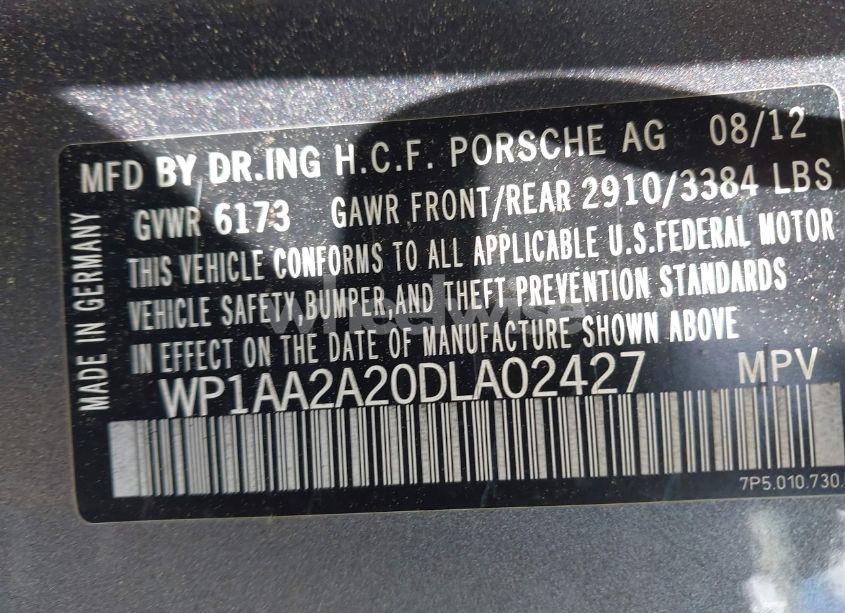 MFD BY DR.ING H.C.F. PORSCHE AG 08/12
GVWR 6173 GAWR FRONT/REAR 2910/3384 LBS
THIS VEHICLE CONFORMS TO ALL APPLICABLE U.S.FEDERAL MOTOR
VEHICLE SAFETY,BUMPER,AND THEFT PREVENTION STANDARDS
IN EFFECT ON THE DATE OF MANUFACTURE SHOWN ABOVE
WP1AA2A20DLA02427 MPV
7P5.010.730.
MADE IN GERMANY
wheelwise